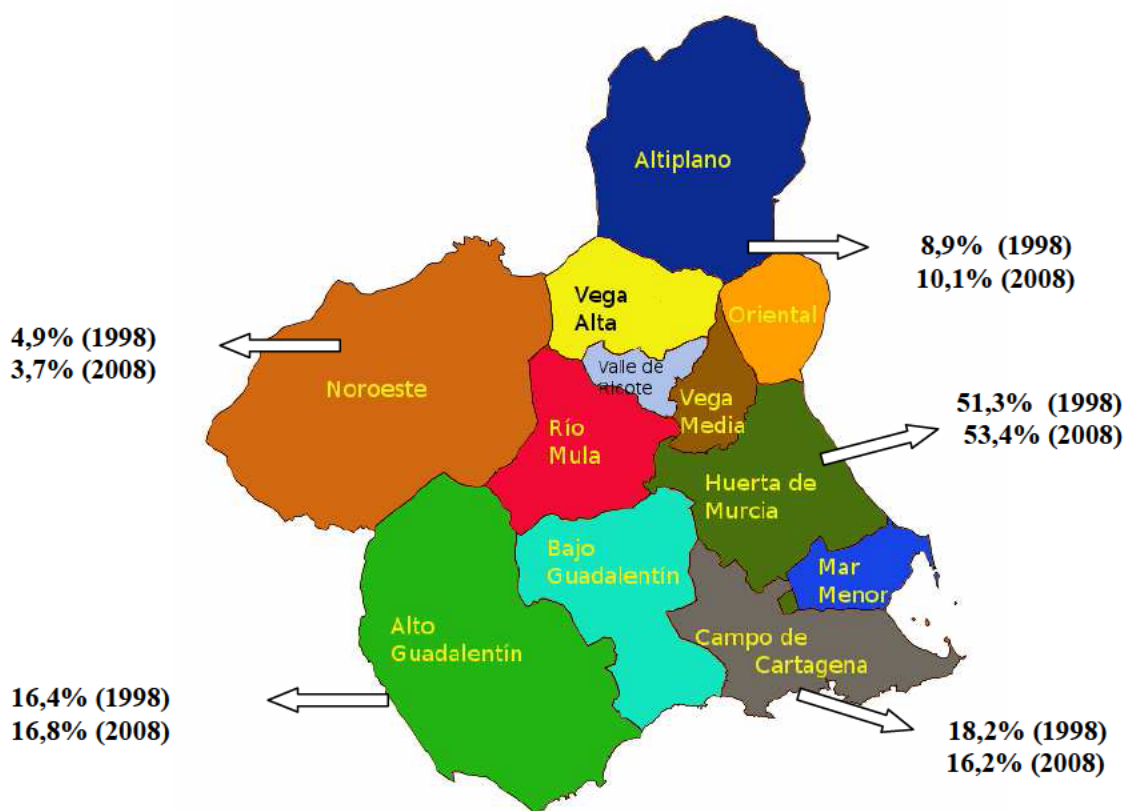 Altiplano
8,9% (1998)
10,1% (2008)
Vega
Alta
Oriental
4,9% (1998)
3,7% (2008)
Valle de
Ricote
Noroeste
Vega
Media
51,3% (1998)
53,4% (2008)
Río
Mula
Huerta de
Murcia
Bajo
Guadalentín
Mar
Menor
Alto
Guadalentín
Campo de
Cartagena
16,4% (1998)
16,8% (2008)
18,2% (1998)
16,2% (2008)